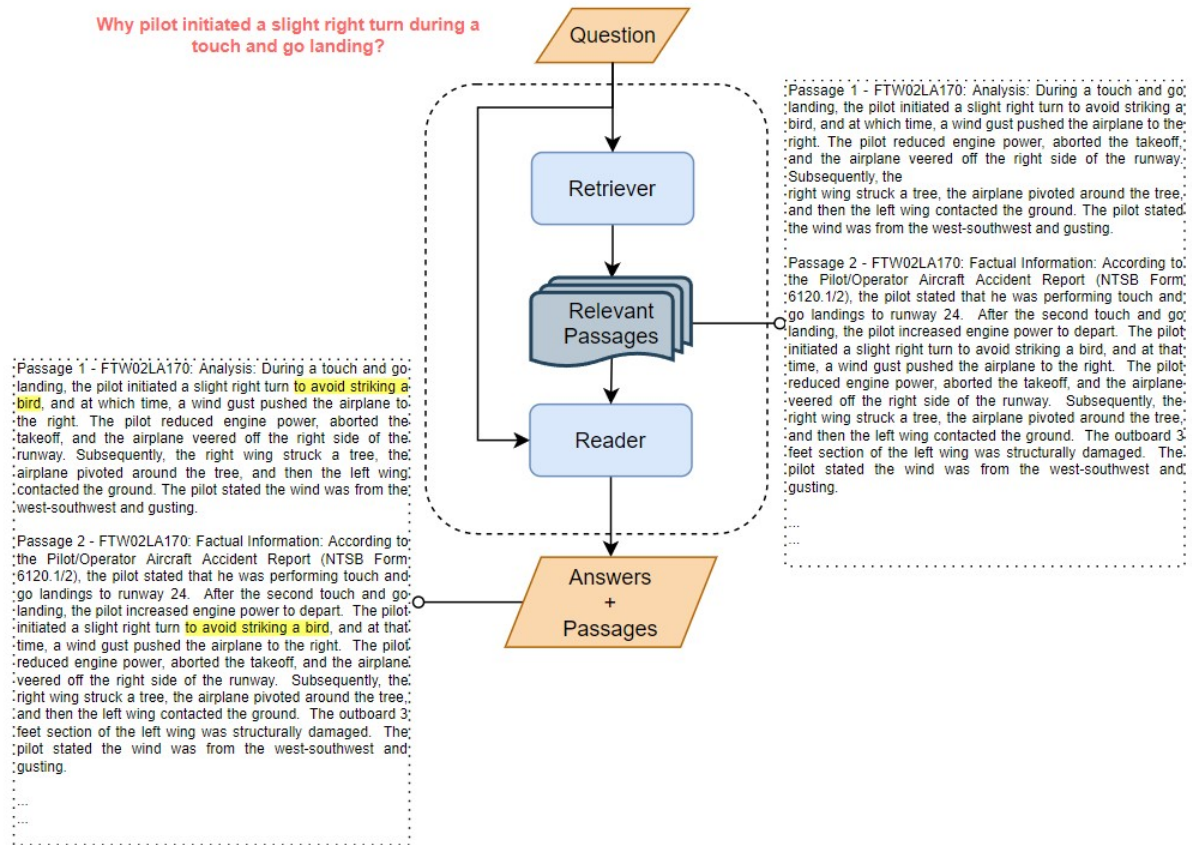 Why pilot initiated a slight right turn during a
touch and go landing?
Question
Retriever
Relevant
Passages
Reader
Answers
+
Passages
Passage 1 - FTW02LA170: Analysis: During a touch and go
landing, the pilot initiated a slight right turn to avoid striking a
bird, and at which time, a wind gust pushed the airplane to the
right. The pilot reduced engine power, aborted the takeoff,
and the airplane veered off the right side of the runway.
Subsequently, the
right wing struck a tree, the airplane pivoted around the tree,
and then the left wing contacted the ground. The pilot stated
the wind was from the west-southwest and gusting.
Passage 2 - FTW02LA170: Factual Information: According to
the Pilot/Operator Aircraft Accident Report (NTSB Form
6120.1/2), the pilot stated that he was performing touch and
go landings to runway 24. After the second touch and go
landing, the pilot increased engine power to depart. The pilot
initiated a slight right turn to avoid striking a bird, and at that
time, a wind gust pushed the airplane to the right. The pilot
reduced engine power, aborted the takeoff, and the airplane
veered off the right side of the runway. Subsequently, the
right wing struck a tree, the airplane pivoted around the tree,
and then the left wing contacted the ground. The outboard 3
feet section of the left wing was structurally damaged. The
pilot stated the wind was from the west-southwest and
gusting.
...
...
Passage 1 - FTW02LA170: Analysis: During a touch and go
landing, the pilot initiated a slight right turn to avoid striking a
bird, and at which time, a wind gust pushed the airplane to
the right. The pilot reduced engine power, aborted the
takeoff, and the airplane veered off the right side of the
runway. Subsequently, the right wing struck a tree, the
airplane pivoted around the tree, and then the left wing
contacted the ground. The pilot stated the wind was from the
west-southwest and gusting.
Passage 2 - FTW02LA170: Factual Information: According to
the Pilot/Operator Aircraft Accident Report (NTSB Form
6120.1/2), the pilot stated that he was performing touch and
go landings to runway 24. After the second touch and go
landing, the pilot increased engine power to depart. The pilot
initiated a slight right turn to avoid striking a bird, and at that
time, a wind gust pushed the airplane to the right. The pilot
reduced engine power, aborted the takeoff, and the airplane
veered off the right side of the runway. Subsequently, the
right wing struck a tree, the airplane pivoted around the tree,
and then the left wing contacted the ground. The outboard 3
feet section of the left wing was structurally damaged. The
pilot stated the wind was from the west-southwest and
gusting.
...
...